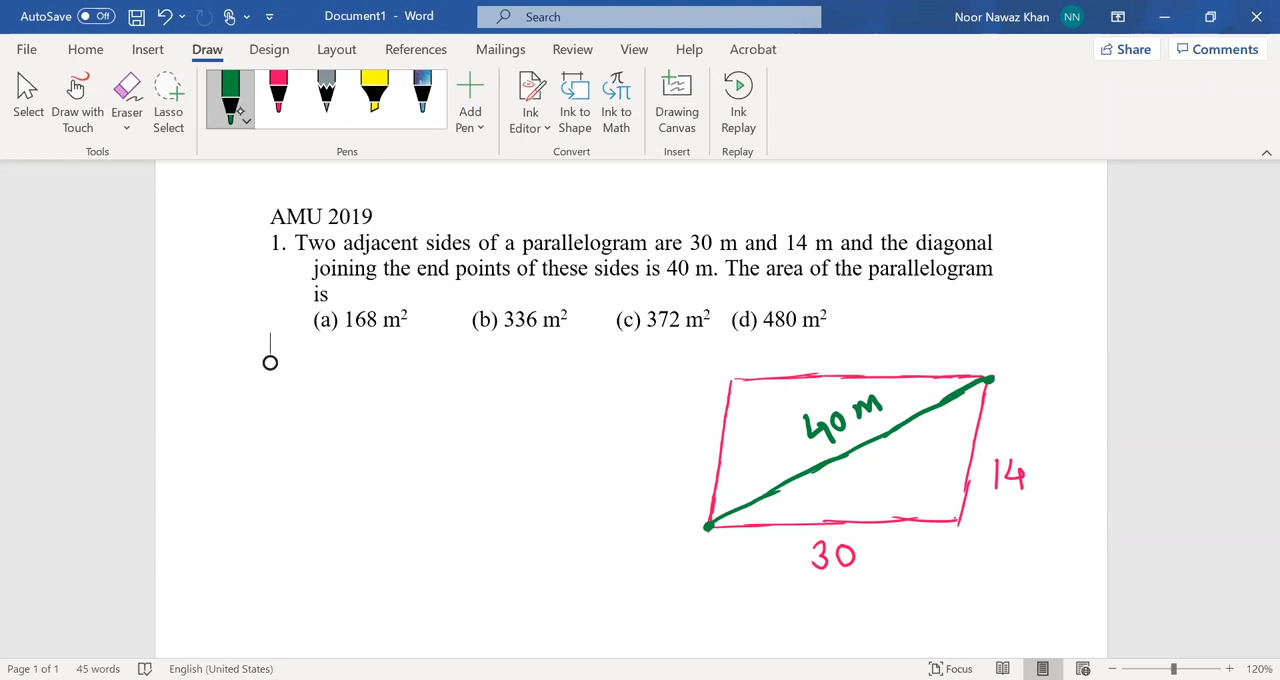 AutoSave Off Document1 - Word Search Noor Nawaz Khan NN
File Home Insert Draw Design Layout References Mailings Review View Help Acrobat Share Comments
Select Draw with Touch Eraser Lasso Select Add Pen Ink Editor Ink to Shape Ink to Math Drawing Canvas Ink Replay
Tools Pens Convert Insert Replay
AMU 2019
1. Two adjacent sides of a parallelogram are 30 m and 14 m and the diagonal
joining the end points of these sides is 40 m. The area of the parallelogram
is
(a) 168 m² (b) 336 m² (c) 372 m² (d) 480 m²
40 m
14
30
Page 1 of 1 45 words English (United States) Focus 120%